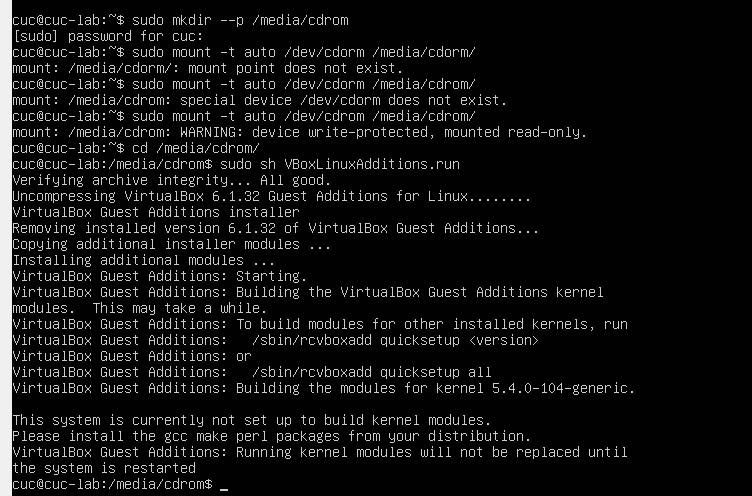 cuc@cuc-lab:~$ sudo mkdir --p /media/cdrom
[sudo] password for cuc:
cuc@cuc-lab:~$ sudo mount -t auto /dev/cdorm /media/cdorm/
mount: /media/cdorm/: mount point does not exist.
cuc@cuc-lab:~$ sudo mount -t auto /dev/cdorm /media/cdrom/
mount: /media/cdrom: special device /dev/cdorm does not exist.
cuc@cuc-lab:~$ sudo mount -t auto /dev/cdrom /media/cdrom/
mount: /media/cdrom: WARNING: device write-protected, mounted read-only.
cuc@cuc-lab:~$ cd /media/cdrom/
cuc@cuc-lab:/media/cdrom$ sudo sh VBoxLinuxAdditions.run
Verifying archive integrity... All good.
Uncompressing VirtualBox 6.1.32 Guest Additions for Linux........
VirtualBox Guest Additions installer
Removing installed version 6.1.32 of VirtualBox Guest Additions...
Copying additional installer modules ...
Installing additional modules ...
VirtualBox Guest Additions: Starting.
VirtualBox Guest Additions: Building the VirtualBox Guest Additions kernel
modules.  This may take a while.
VirtualBox Guest Additions: To build modules for other installed kernels, run
VirtualBox Guest Additions:   /sbin/rcvboxadd quicksetup <version>
VirtualBox Guest Additions: or
VirtualBox Guest Additions:   /sbin/rcvboxadd quicksetup all
VirtualBox Guest Additions: Building the modules for kernel 5.4.0-104-generic.

This system is currently not set up to build kernel modules.
Please install the gcc make perl packages from your distribution.
VirtualBox Guest Additions: Running kernel modules will not be replaced until
the system is restarted
cuc@cuc-lab:/media/cdrom$ _